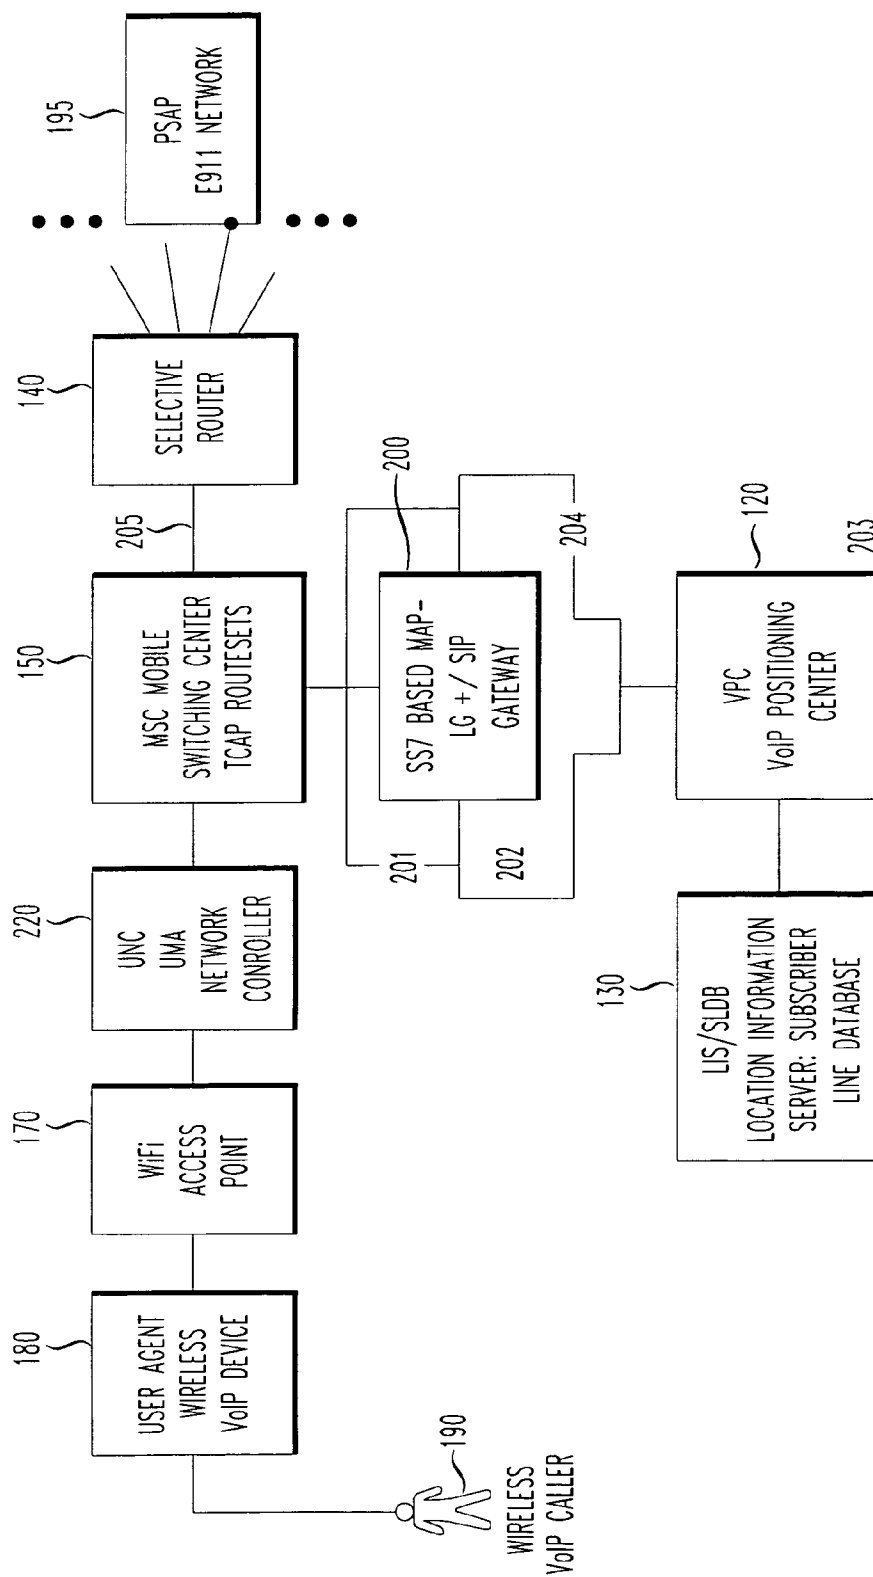 180
USER AGENT
WIRELESS
VoIP DEVICE
170
WiFi
ACCESS
POINT
220
UNC
UMA
NETWORK
CONROLLER
150
MSC MOBILE
SWITCHING CENTER
TCAP ROUTESETS
205
140
SELECTIVE
ROUTER
195
PSAP
E911 NETWORK
190
WIRELESS
VoIP CALLER
201
202
SS7 BASED MAP-
LG +/ SIP
GATEWAY
200
204
130
LIS/SLDB
LOCATION INFORMATION
SERVER: SUBSCRIBER
LINE DATABASE
120
VPC
VoIP POSITIONING
CENTER
203